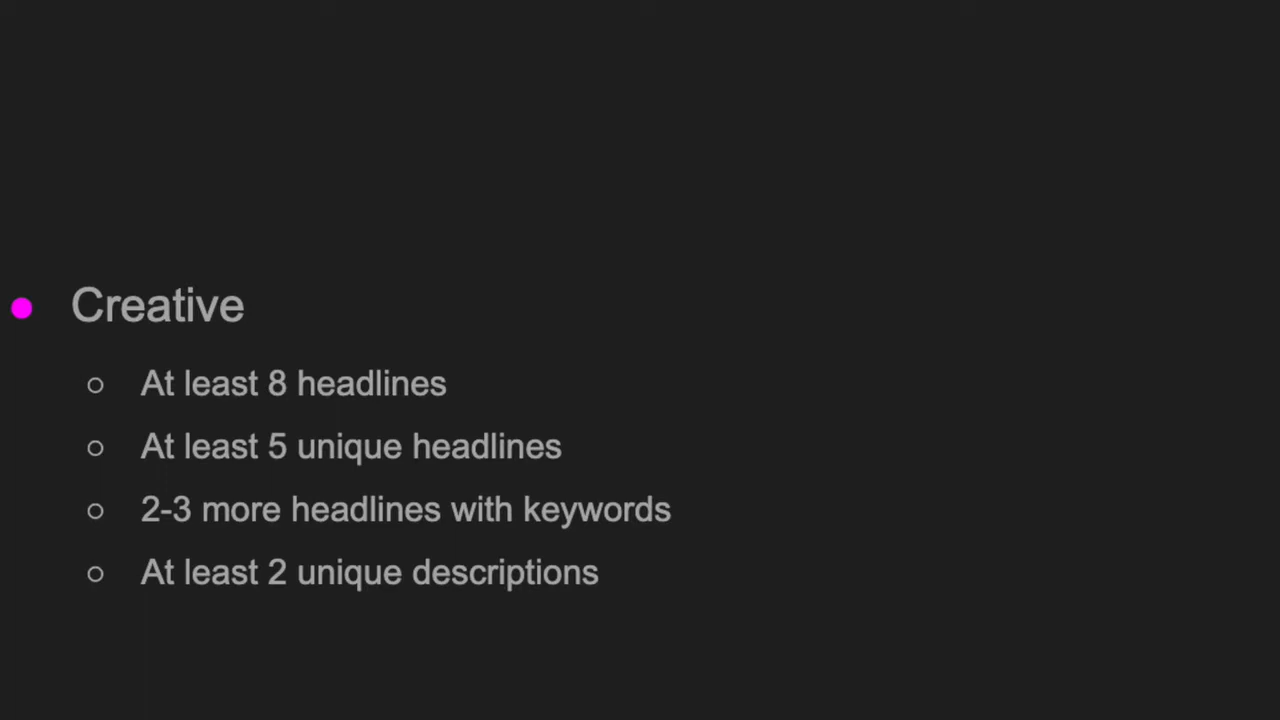 Creative
At least 8 headlines
At least 5 unique headlines
2-3 more headlines with keywords
At least 2 unique descriptions